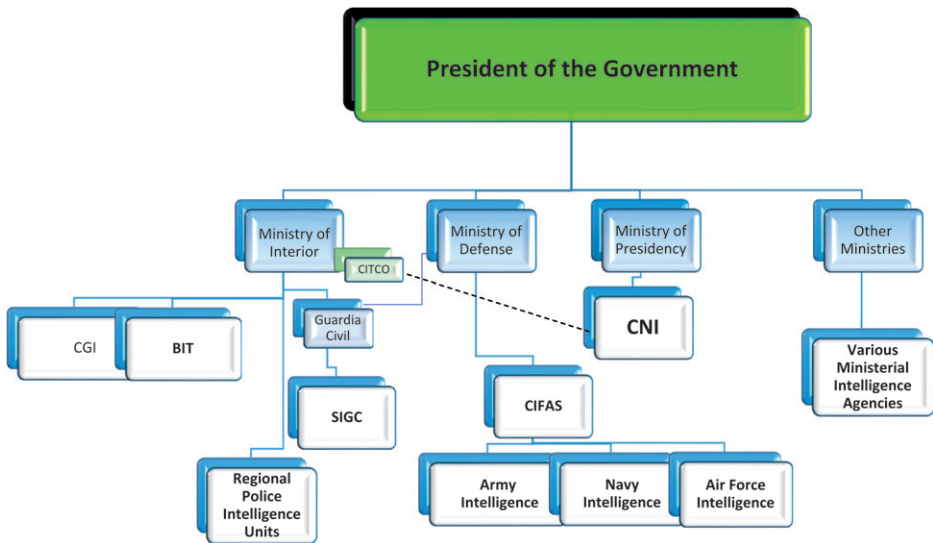 President of the Government
Ministry of
Interior
Ministry of
Defense
Ministry of
Presidency
Other
Ministries
CITCO
CGI
BIT
Guardia
Civil
CNI
Various
Ministerial
Intelligence
Agencies
SIGC
CIFAS
Regional
Police
Intelligence
Units
Army
Intelligence
Navy
Intelligence
Air Force
Intelligence